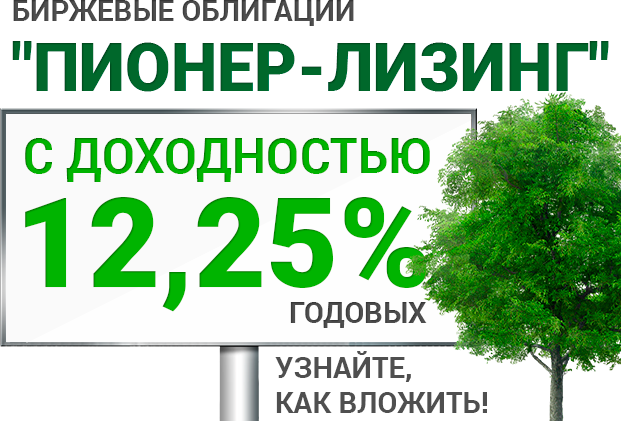 БИРЖЕВЫЕ ОБЛИГАЦИИ
"ПИОНЕР-ЛИЗИНГ"
С ДОХОДНОСТЬЮ
12,25%
ГОДОВЫХ
УЗНАЙТЕ,
КАК ВЛОЖИТЬ!